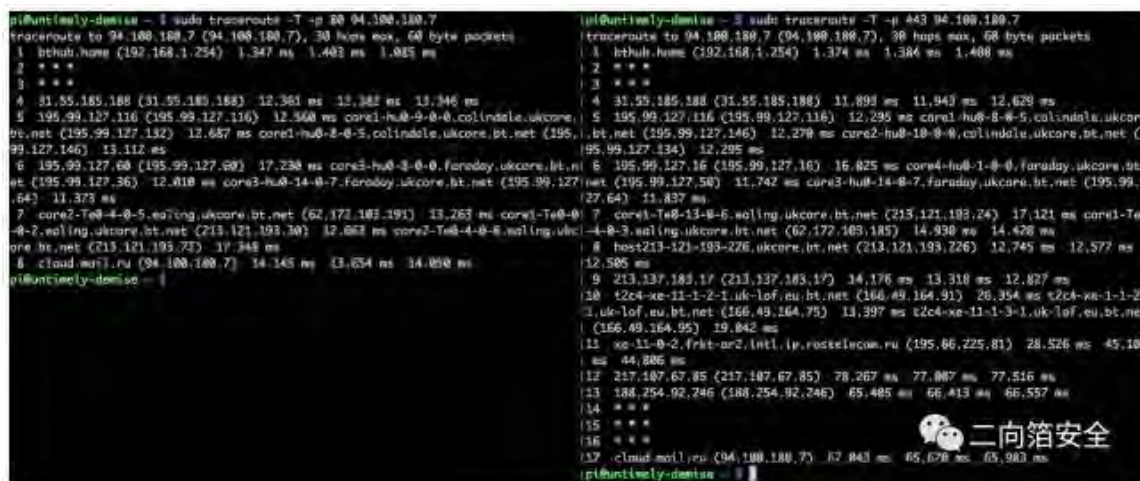 pi@untimely-demise ~ $ sudo traceroute -T -p 80 94.100.180.7
traceroute to 94.100.180.7 (94.100.180.7), 30 hops max, 60 byte packets
1 bthub.home (192.168.1.254) 1.347 ms 1.403 ms 1.085 ms
2 * * *
3 * * *
4 31.55.185.188 (31.55.185.188) 12.361 ms 13.346 ms
5 195.99.127.116 (195.99.127.116) 12.560 ms core1-hu0-9-0-0.colindale.ukcore.
bt.net (195.99.127.132) 12.687 ms core1-hu0-8-0-5.colindale.ukcore.bt.net (195.
99.127.146) 13.112 ms
6 195.99.127.60 (195.99.127.60) 17.230 ms core3-hu0-8-0-0.faraday.ukcore.bt.n
et (195.99.127.36) 12.010 ms core3-hu0-14-0-7.faraday.ukcore.bt.net (195.99.127
.64) 11.373 ms
7 core2-Te0-4-0-5.ealing.ukcore.bt.net (62.172.103.191) 13.263 ms core1-Te0-0
-0-2.ealing.ukcore.bt.net (213.121.193.30) core2-Te0-4-0-6.ealing.ukc
ore.bt.net (213.121.193.72) 17.348 ms
8 cloud.mail.ru (94.100.180.7) 14.145 ms 13.654 ms 14.050 ms
pi@untimely-demise ~
pi@untimely-demise ~ $ sudo traceroute -T -p 443 94.100.180.7
traceroute to 94.100.180.7 (94.100.180.7), 30 hops max, 60 byte packets
1 bthub.home (192.168.1.254) 1.374 ms 1.384 ms 1.408 ms
2 * * *
3 * * *
4 31.55.185.188 (31.55.185.188) 11.893 ms 11.943 ms 12.629 ms
5 195.99.127.116 (195.99.127.116) 12.295 ms core1-hu0-8-0-5.colindale.ukcor
.bt.net (195.99.127.146) 12.270 ms core2-hu0-10-0-0.colindale.ukcore.bt.net (
95.99.127.134) 12.295 ms
6 195.99.127.16 (195.99.127.16) 16.025 ms core4-hu0-1-0-0.faraday.ukcore.bt
net (195.99.127.50) 11.742 ms core3-hu0-14-0-7.faraday.ukcore.bt.net (195.99.
27.64) 11.837 ms
7 core1-Te0-13-0-6.ealing.ukcore.bt.net (213.121.193.24) 17.121 ms core1-Te
-4-0-3.ealing.ukcore.bt.net (62.172.103.185) 14.930 ms 14.420 ms
8 host213-121-193-226.ukcore.bt.net (213.121.193.226) 12.745 ms 12.577 ms
12.505 ms
9 213.137.183.17 (213.137.183.17) 14.176 ms 13.318 ms 12.827 ms
10 t2c4-xe-11-1-2-1.uk-lof.eu.bt.net (166.49.164.91) 26.354 ms t2c4-xe-1-1-2
.uk-lof.eu.bt.net (166.49.164.75) 13.397 ms t2c4-xe-11-1-3-1.uk-lof.eu.bt.ne
(166.49.164.95) 19.042 ms
11 xe-11-0-2.frkt-ar2.intl.ip.rostelecom.ru (195.66.225.81) 28.526 ms 45.10
ms 44.806 ms
12 217.107.67.85 (217.107.67.85) 78.267 ms 77.007 ms 77.516 ms
13 188.254.92.246 (188.254.92.246) 65.405 ms 66.413 ms 66.557 ms
14 * * *
15 * * *
16 * * *
17 cloud.mail.ru (94.100.180.7) 67.043 ms 65.670 ms 65.903 ms
pi@untimely-demise ~ $
二向箔安全